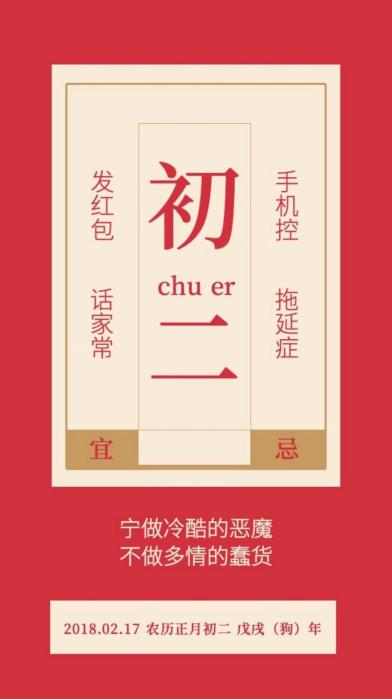 初
chu er
二
发红包
话家常
宜
手机控
拖延症
忌
宁做冷酷的恶魔
不做多情的蠢货
2018.02.17 农历正月初二 戊戌（狗）年